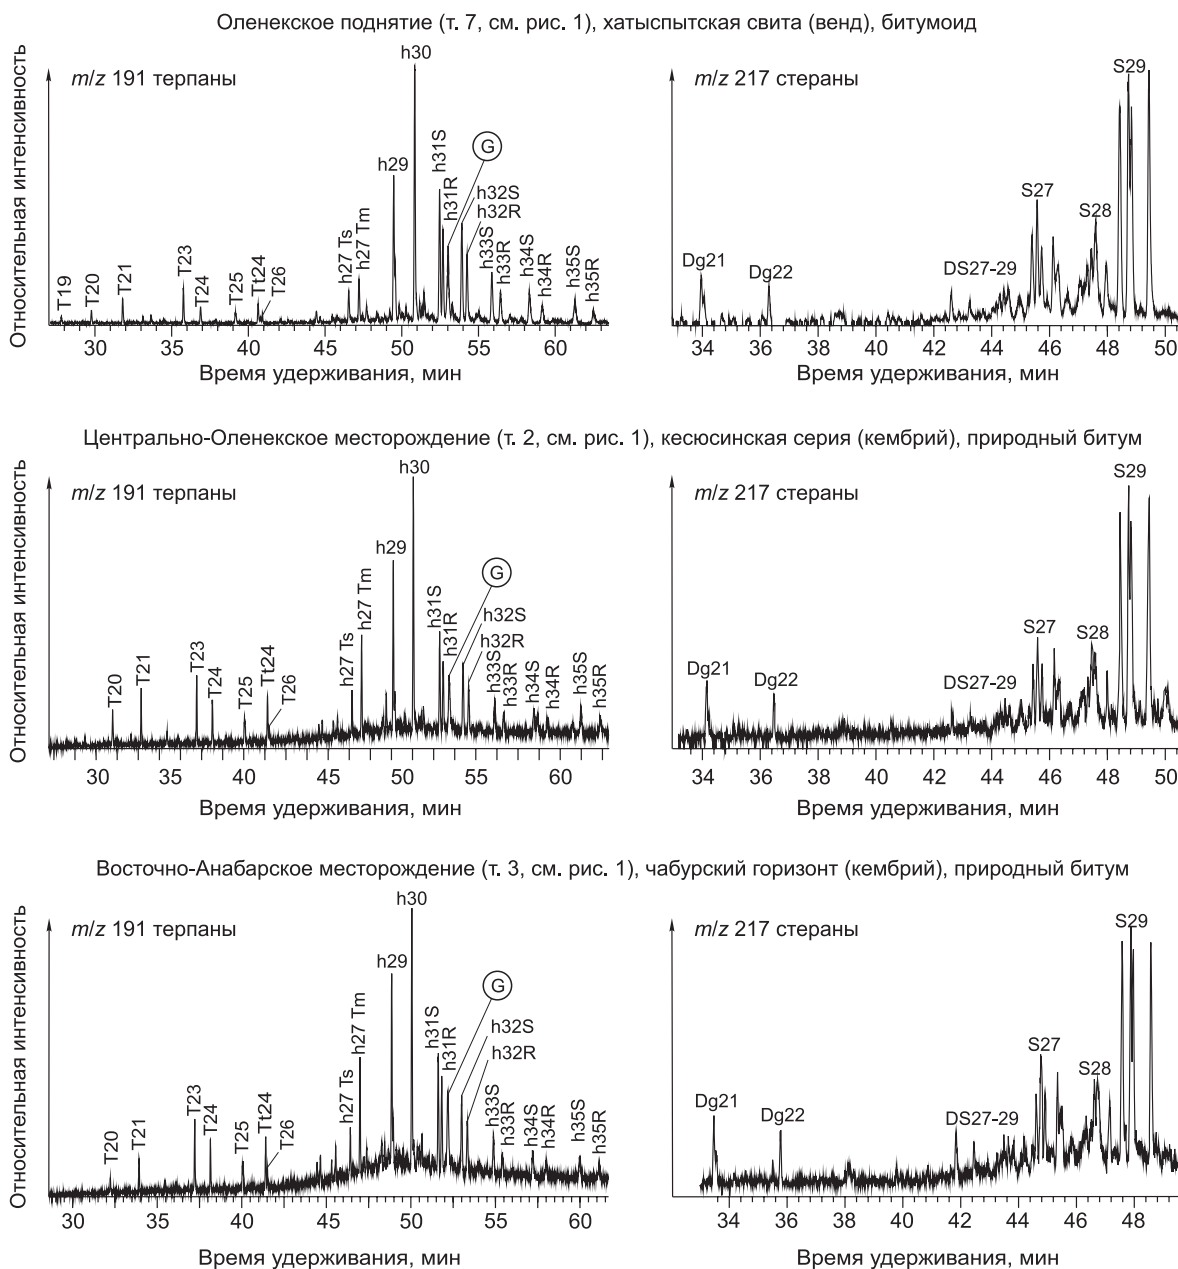 Оленекское поднятие (т. 7, см. рис. 1), хатыспытская свита (венд), битумоид
Относительная интенсивность
m/z 191 терпаны
T19
T20
T21
T23
T24
T25
Tt24
T26
h27 Ts
h27 Tm
h29
h30
h31S
h31R
G
h32S
h32R
h33S
h33R
h34S
h34R
h35S
h35R
30 35 40 45 50 55 60
Время удерживания, мин
m/z 217 стераны
Dg21
Dg22
DS27-29
S27
S28
S29
34 36 38 40 42 44 46 48 50
Время удерживания, мин
Центрально-Оленекское месторождение (т. 2, см. рис. 1), кесюсинская серия (кембрий), природный битум
Относительная интенсивность
m/z 191 терпаны
T20
T21
T23
T24
T25
Tt24
T26
h27 Ts
h27 Tm
h29
h30
h31S
h31R
G
h32S
h32R
h33S
h33R
h34S
h34R
h35S
h35R
30 35 40 45 50 55 60
Время удерживания, мин
m/z 217 стераны
Dg21
Dg22
DS27-29
S27
S28
S29
34 36 38 40 42 44 46 48 50
Время удерживания, мин
Восточно-Анабарское месторождение (т. 3, см. рис. 1), чабурский горизонт (кембрий), природный битум
Относительная интенсивность
m/z 191 терпаны
T20
T21
T23
T24
T25
Tt24
T26
h27 Ts
h27 Tm
h29
h30
h31S
h31R
G
h32S
h32R
h33S
h33R
h34S
h34R
h35S
h35R
30 35 40 45 50 55 60
Время удерживания, мин
m/z 217 стераны
Dg21
Dg22
DS27-29
S27
S28
S29
34 36 38 40 42 44 46 48
Время удерживания, мин